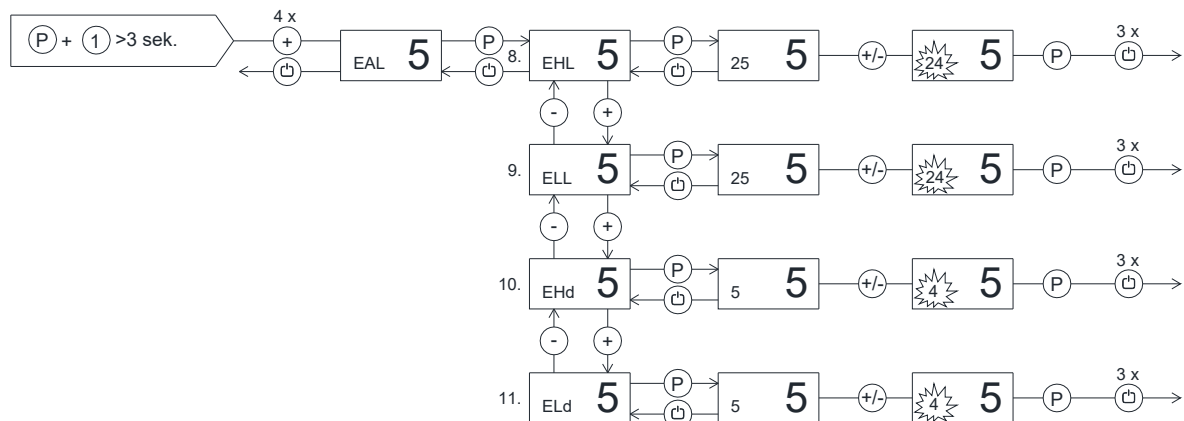 4 x
P + 1 >3 sek.
+
EAL 5
P
8.
EHL 5
P
25 5
+/-
24 5
P
3 x
-
+
9.
ELL 5
P
25 5
+/-
24 5
P
3 x
-
+
10.
EHd 5
P
5 5
+/-
4 5
P
3 x
-
+
11.
ELd 5
P
5 5
+/-
4 5
P
3 x